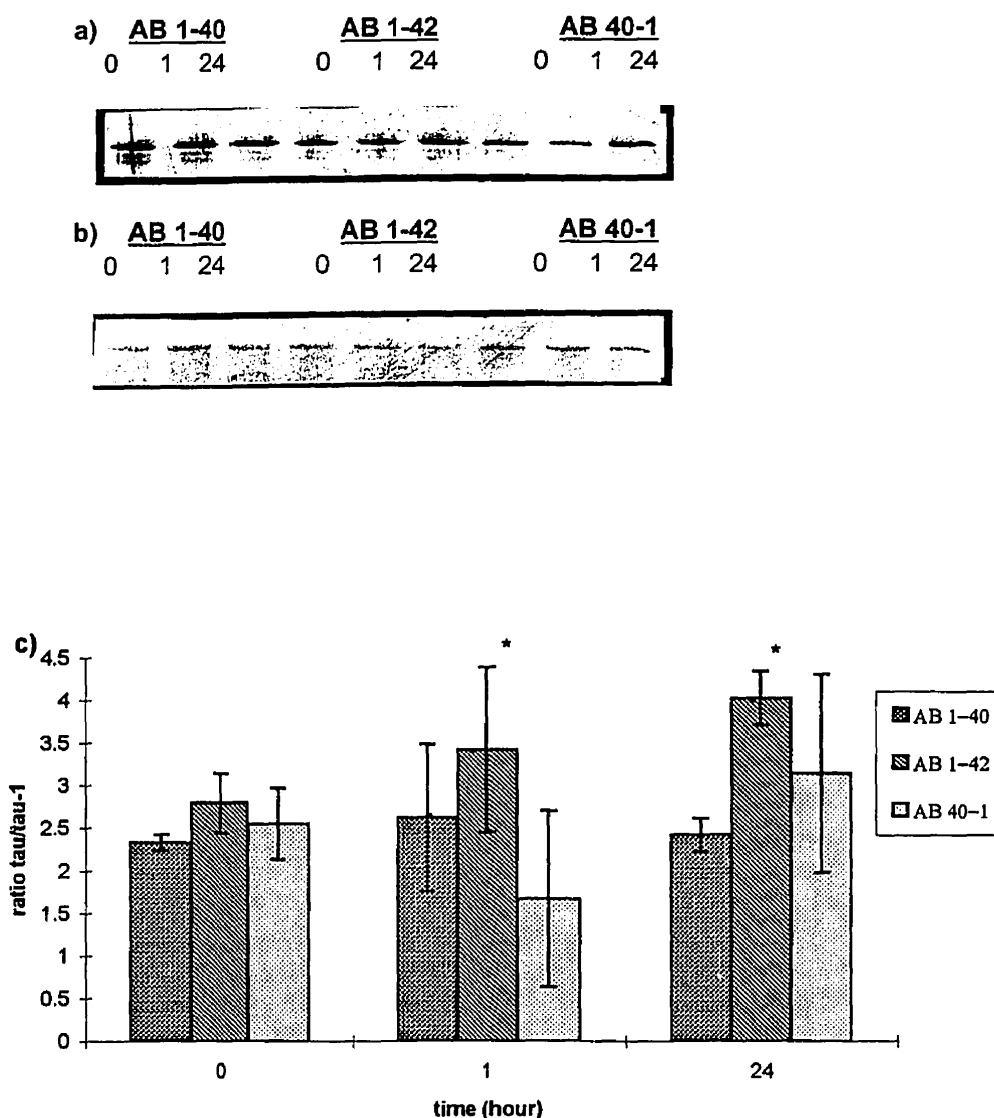 a) AB 1-40 AB 1-42 AB 40-1
0 1 24 0 1 24 0 1 24
b) AB 1-40 AB 1-42 AB 40-1
0 1 24 0 1 24 0 1 24
c)
ratio tau/tau-1
4.5
4
3.5
3
2.5
2
1.5
1
0.5
0
* *
0 1 24
time (hour)
AB 1–40
AB 1–42
AB 40–1